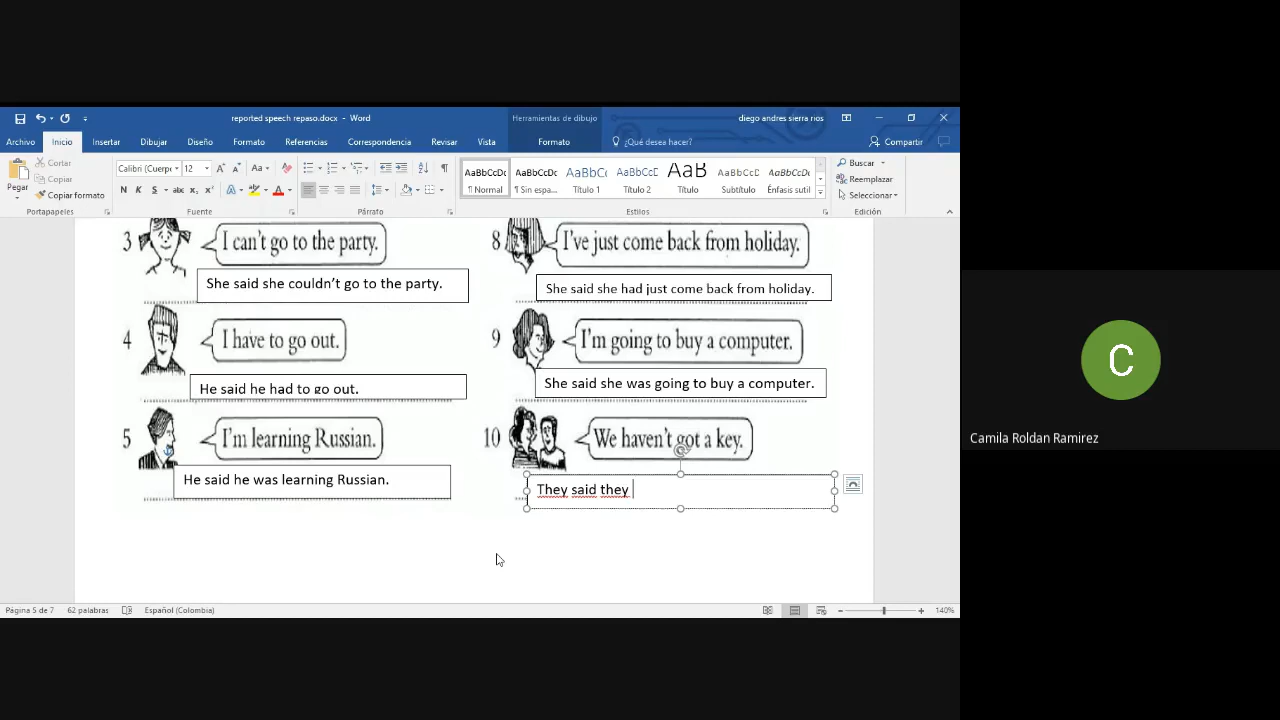 reported speech repaso.docx - Word
Herramientas de dibujo
diego andres sierra rios
Archivo Inicio Insertar Dibujar Diseño Formato Referencias Correspondencia Revisar Vista Formato ¿Qué desea hacer? Compartir
Pegar
Cortar
Copiar
Copiar formato
Portapapeles
Calibri (Cuerpo 12
N K S abc x₂ x² A
Fuente
Párrafo
AaBbCcDc AaBbCcDc AaBbCc AaBbCcD AaB AaBbCcD AaBbCcDc
¶ Normal ¶ Sin espa... Título 1 Título 2 Título Subtítulo Énfasis sutil
Estilos
Buscar
Reemplazar
Seleccionar
Edición
3 I can't go to the party.
She said she couldn't go to the party.
4 I have to go out.
He said he had to go out.
5 I'm learning Russian.
He said he was learning Russian.
8 I've just come back from holiday.
She said she had just come back from holiday.
9 I'm going to buy a computer.
She said she was going to buy a computer.
10 We haven't got a key.
They said they
Página 5 de 7 62 palabras Español (Colombia) 140%
C
Camila Roldan Ramirez